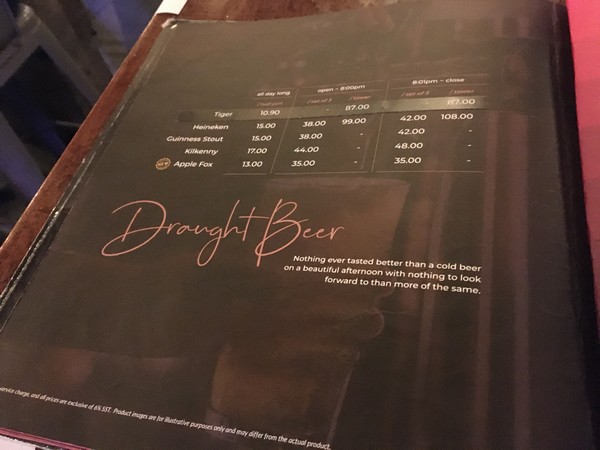 all day long open – 8:00pm 8:01pm – close
/ half pint / set of 3 / tower / set of 3 / tower
Tiger 10.90 - 87.00 - 87.00
Heineken 15.00 38.00 99.00 42.00 108.00
Guinness Stout 15.00 38.00 - 42.00 -
Kilkenny 17.00 44.00 - 48.00 -
NEW Apple Fox 13.00 35.00 - 35.00 -
Draught Beer
Nothing ever tasted better than a cold beer
on a beautiful afternoon with nothing to look
forward to than more of the same.
service charge, and all prices are exclusive of 6% SST. Product images are for illustrative purposes only and may differ from the actual product.